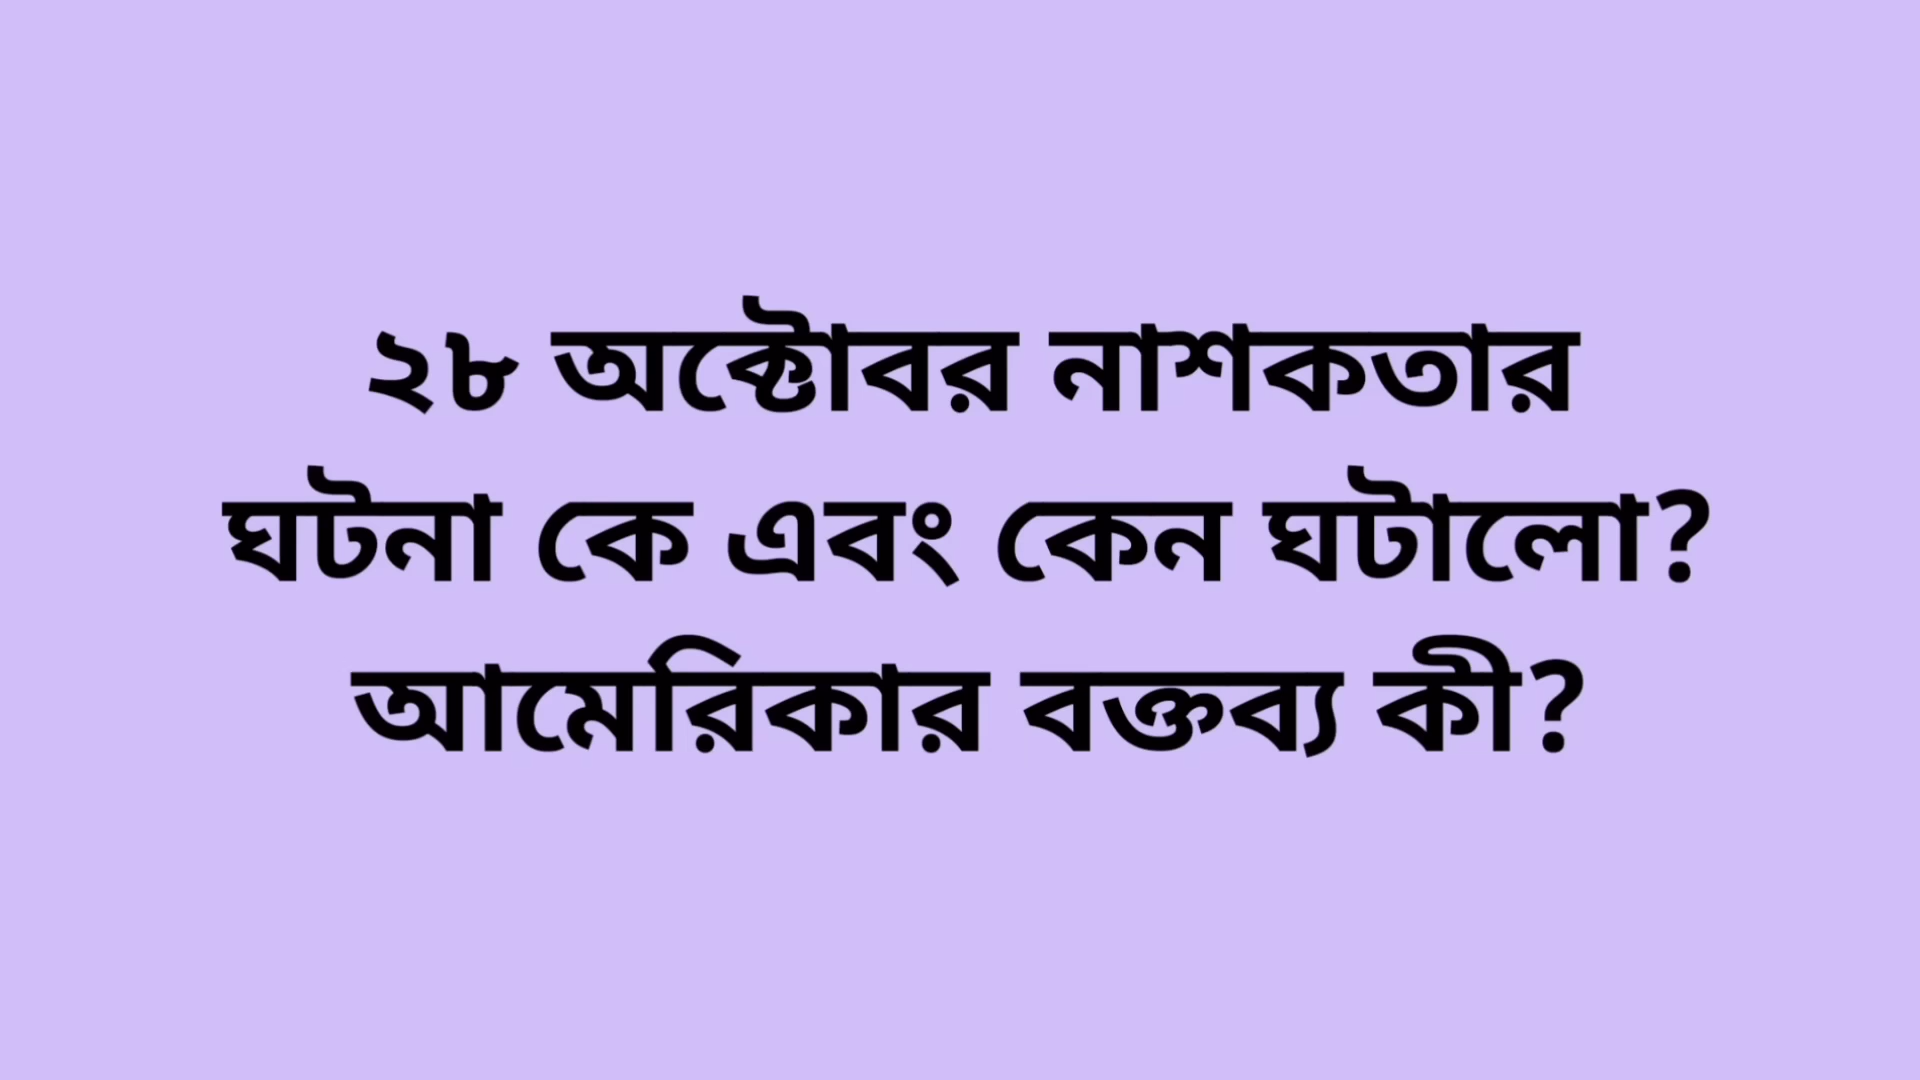 ২৮ অক্টোবর নাশকতার
ঘটনা কে এবং কেন ঘটালো?
আমেরিকার বক্তব্য কী?